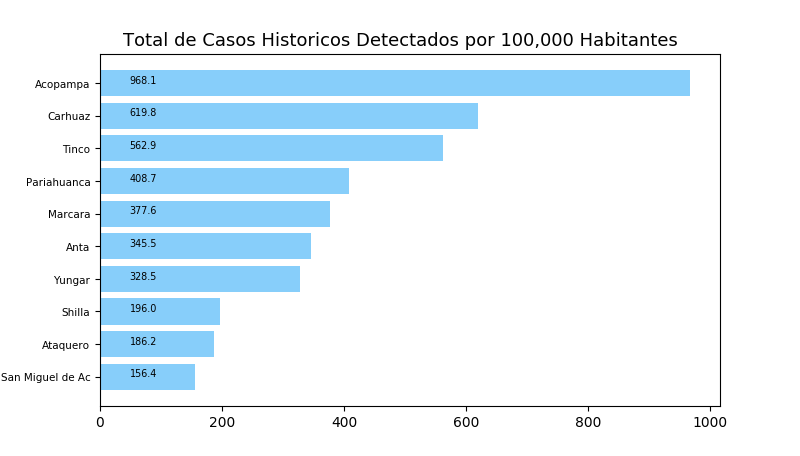 Total de Casos Historicos Detectados por 100,000 Habitantes
Acopampa 968.1
Carhuaz 619.8
Tinco 562.9
Pariahuanca 408.7
Marcara 377.6
Anta 345.5
Yungar 328.5
Shilla 196.0
Ataquero 186.2
San Miguel de Ac 156.4
0 200 400 600 800 1000